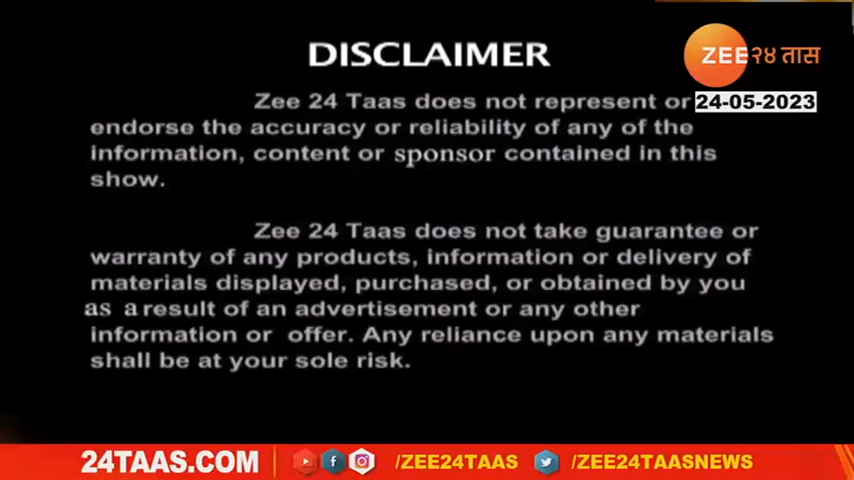 DISCLAIMER
ZEE २४ तास
24-05-2023
Zee 24 Taas does not represent or
endorse the accuracy or reliability of any of the
information, content or sponsor contained in this
show.
Zee 24 Taas does not take guarantee or
warranty of any products, information or delivery of
materials displayed, purchased, or obtained by you
as a result of an advertisement or any other
information or offer. Any reliance upon any materials
shall be at your sole risk.
24TAAS.COM /ZEE24TAAS /ZEE24TAASNEWS